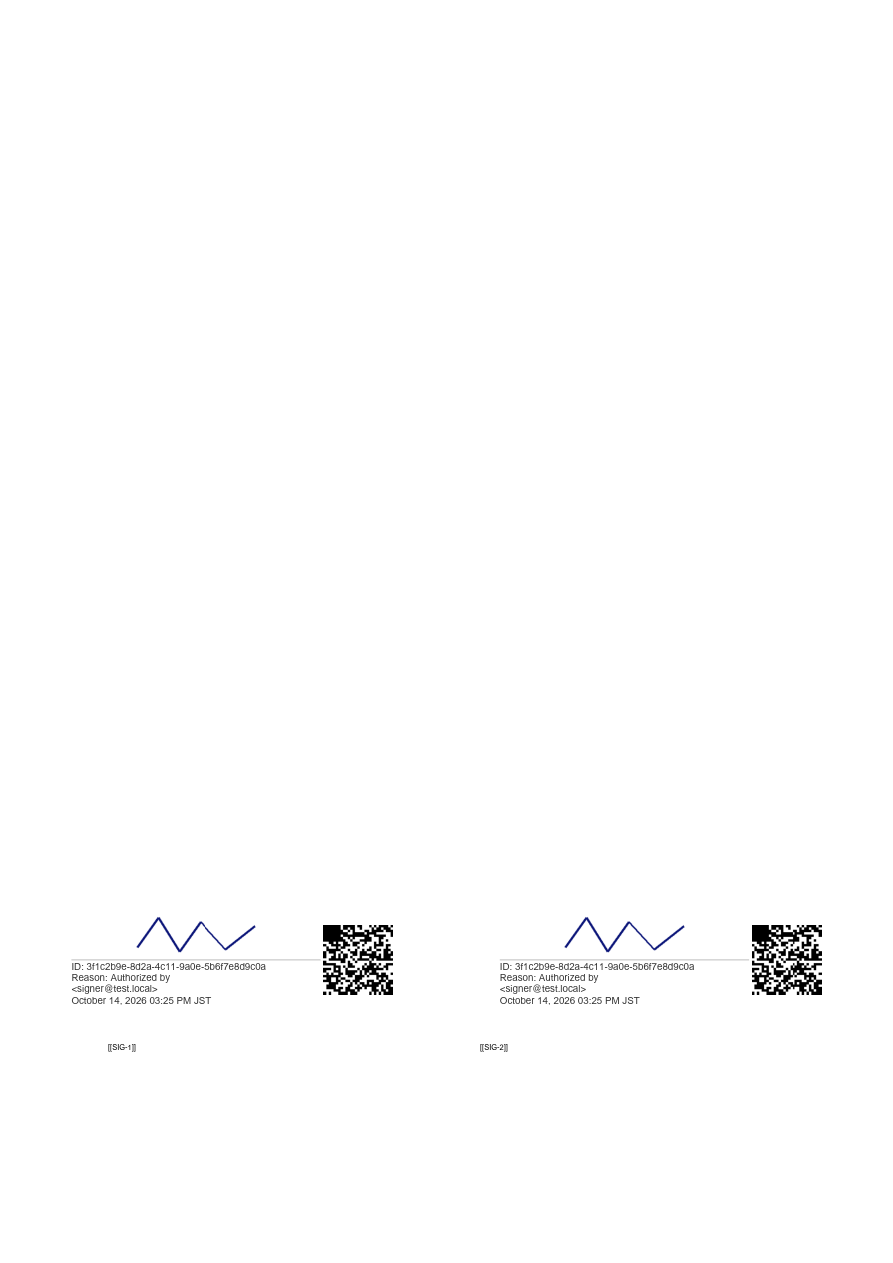 ID: 3f1c2b9e-8d2a-4c11-9a0e-5b6f7e8d9c0a
Reason: Authorized by
<signer@test.local>
October 14, 2026 03:25 PM JST
ID: 3f1c2b9e-8d2a-4c11-9a0e-5b6f7e8d9c0a
Reason: Authorized by
<signer@test.local>
October 14, 2026 03:25 PM JST
[[SIG-1]]
[[SIG-2]]